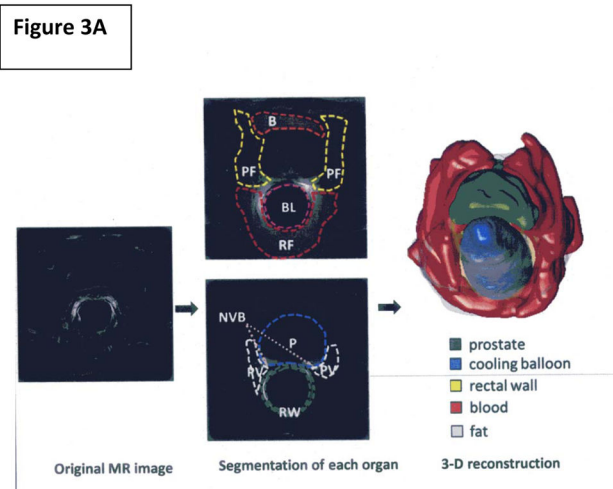 Figure 3A
B
PF
PF
BL
RF
NVB
P
PV
PV
RW
prostate
cooling balloon
rectal wall
blood
fat
Original MR image
Segmentation of each organ
3-D reconstruction